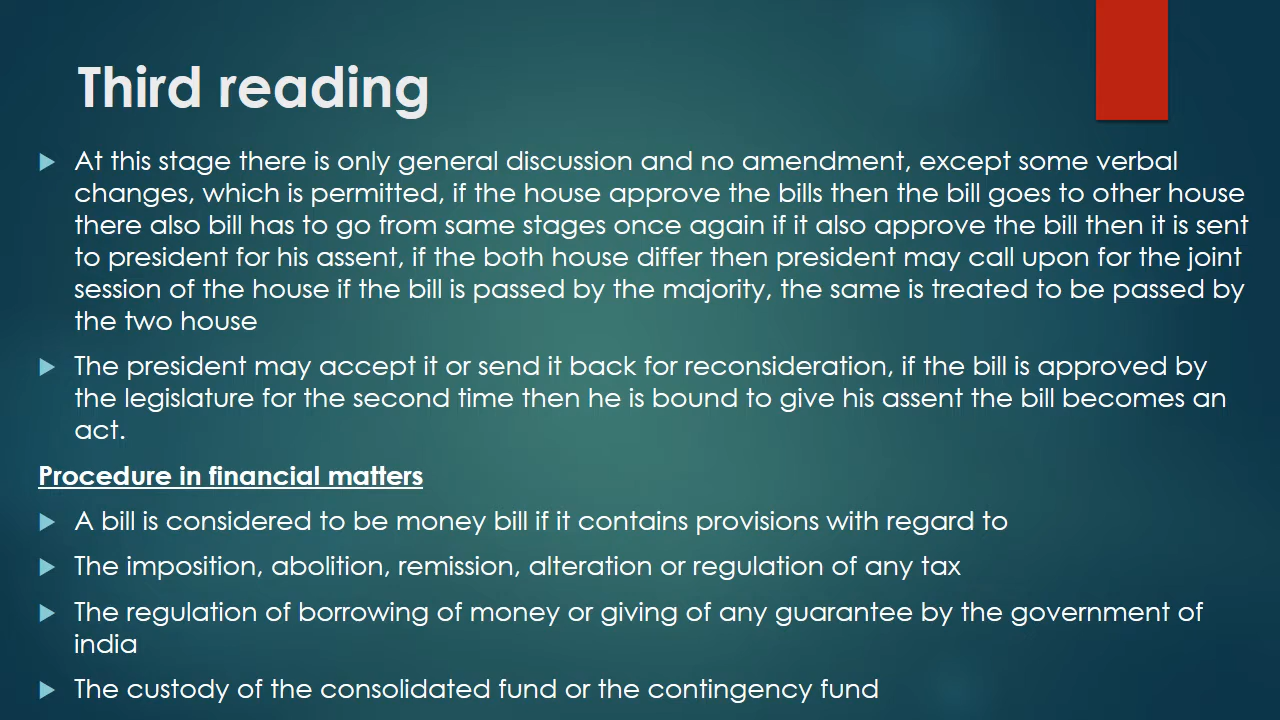 Third reading
At this stage there is only general discussion and no amendment, except some verbal
changes, which is permitted, if the house approve the bills then the bill goes to other house
there also bill has to go from same stages once again if it also approve the bill then it is sent
to president for his assent, if the both house differ then president may call upon for the joint
session of the house if the bill is passed by the majority, the same is treated to be passed by
the two house
The president may accept it or send it back for reconsideration, if the bill is approved by
the legislature for the second time then he is bound to give his assent the bill becomes an
act.
Procedure in financial matters
A bill is considered to be money bill if it contains provisions with regard to
The imposition, abolition, remission, alteration or regulation of any tax
The regulation of borrowing of money or giving of any guarantee by the government of
india
The custody of the consolidated fund or the contingency fund